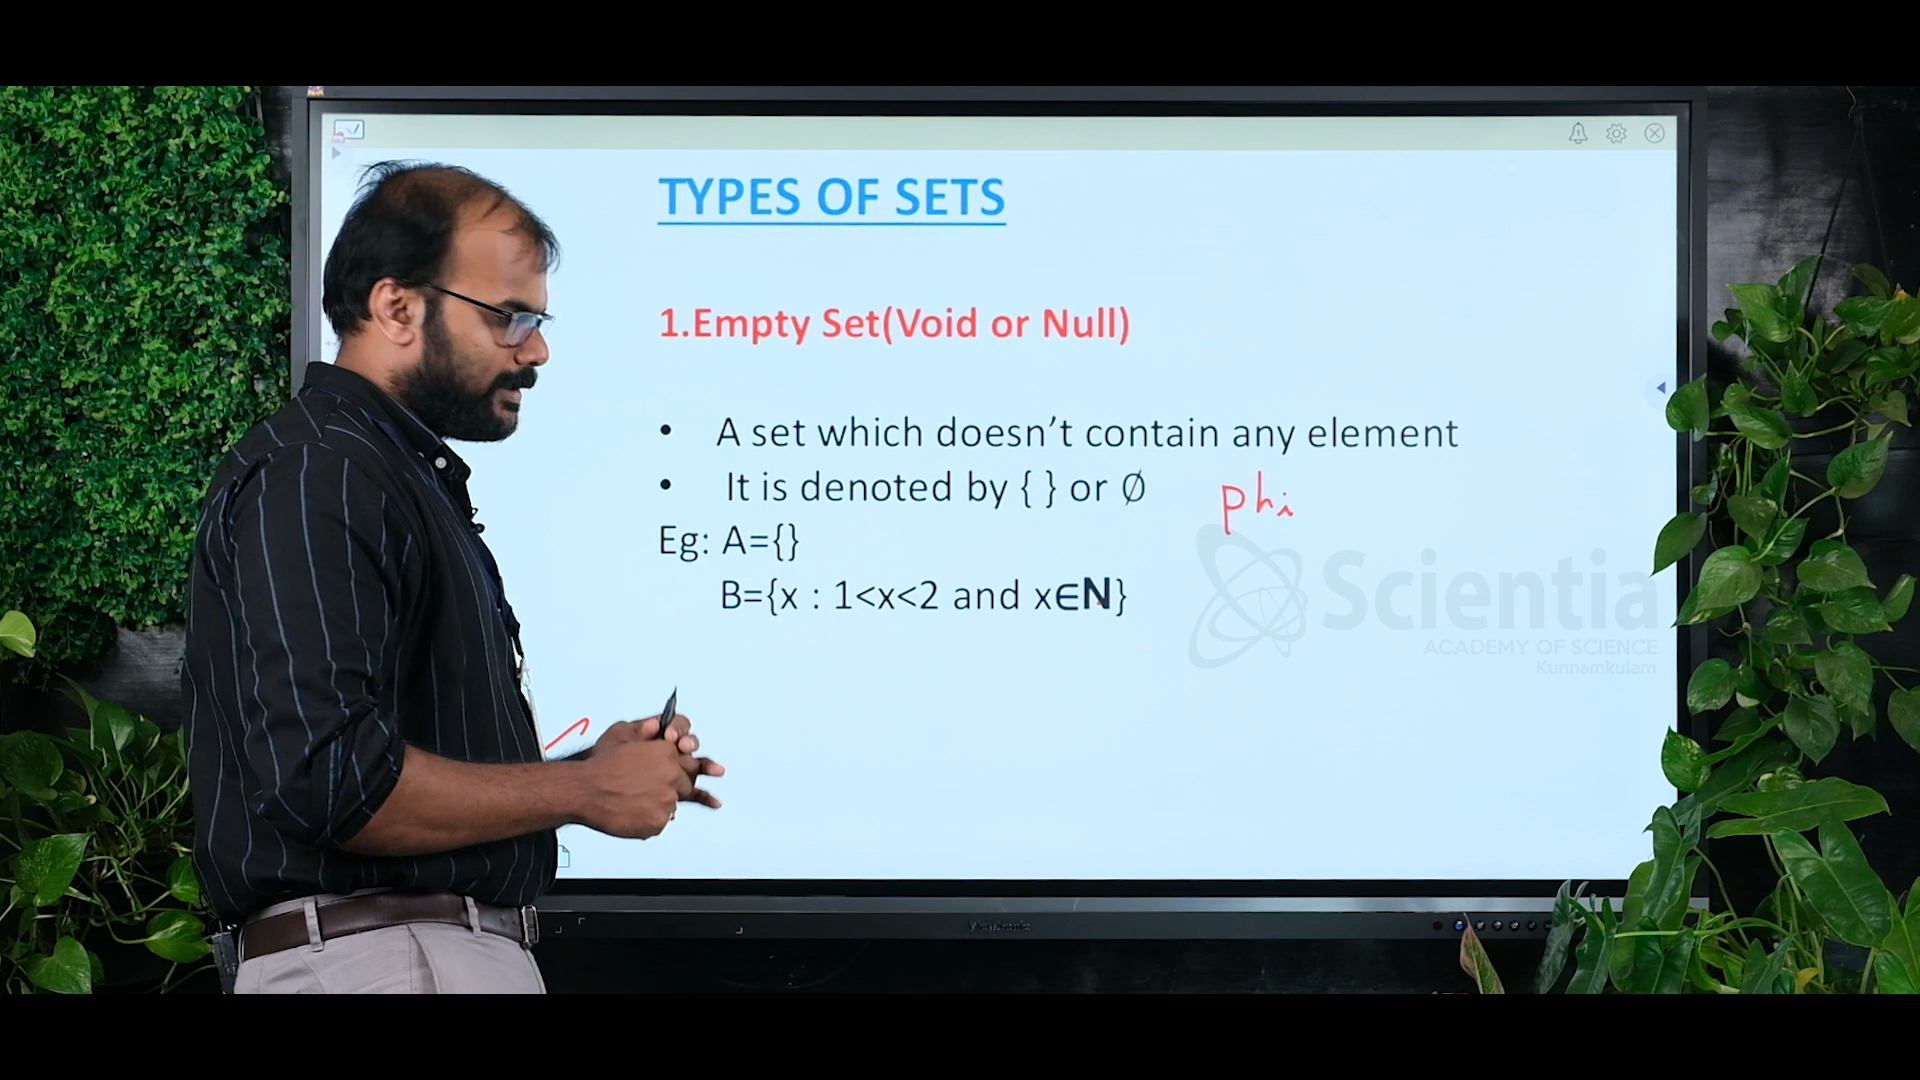 TYPES OF SETS
1.Empty Set(Void or Null)
• A set which doesn’t contain any element
• It is denoted by { } or ∅ phi
Eg: A={}
B={x : 1<x<2 and x∈N}
Scientia
ACADEMY OF SCIENCE
Kunnamkulam
ViewSonic